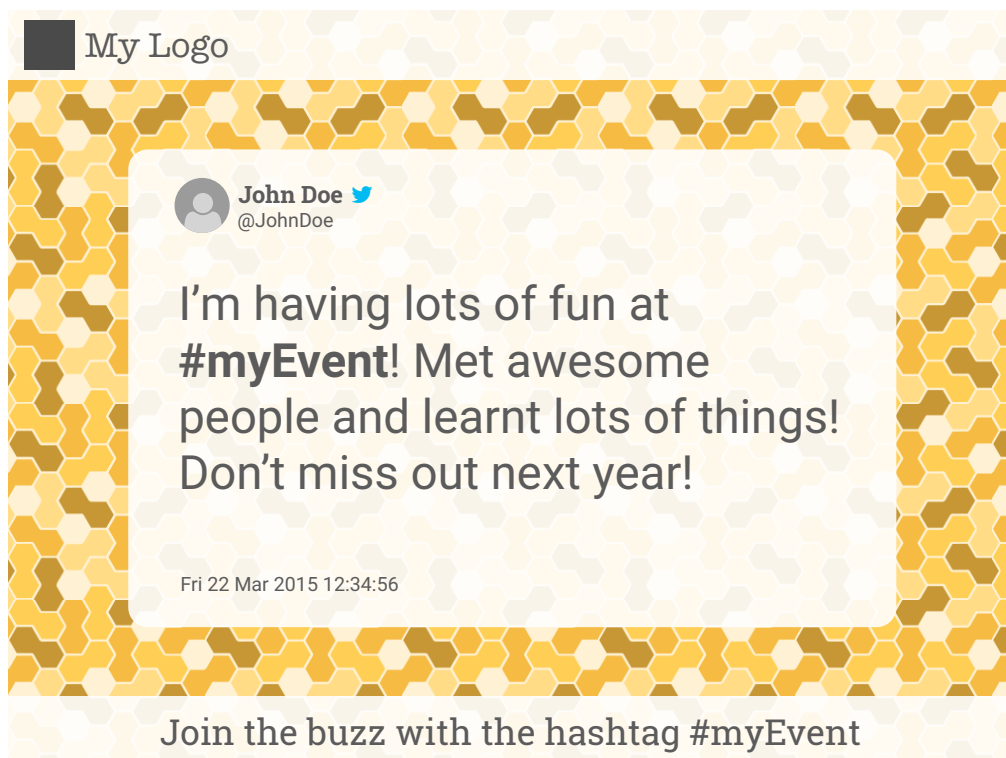 My Logo
John Doe
@JohnDoe
I’m having lots of fun at
#myEvent! Met awesome
people and learnt lots of things!
Don’t miss out next year!
Fri 22 Mar 2015 12:34:56
Join the buzz with the hashtag #myEvent